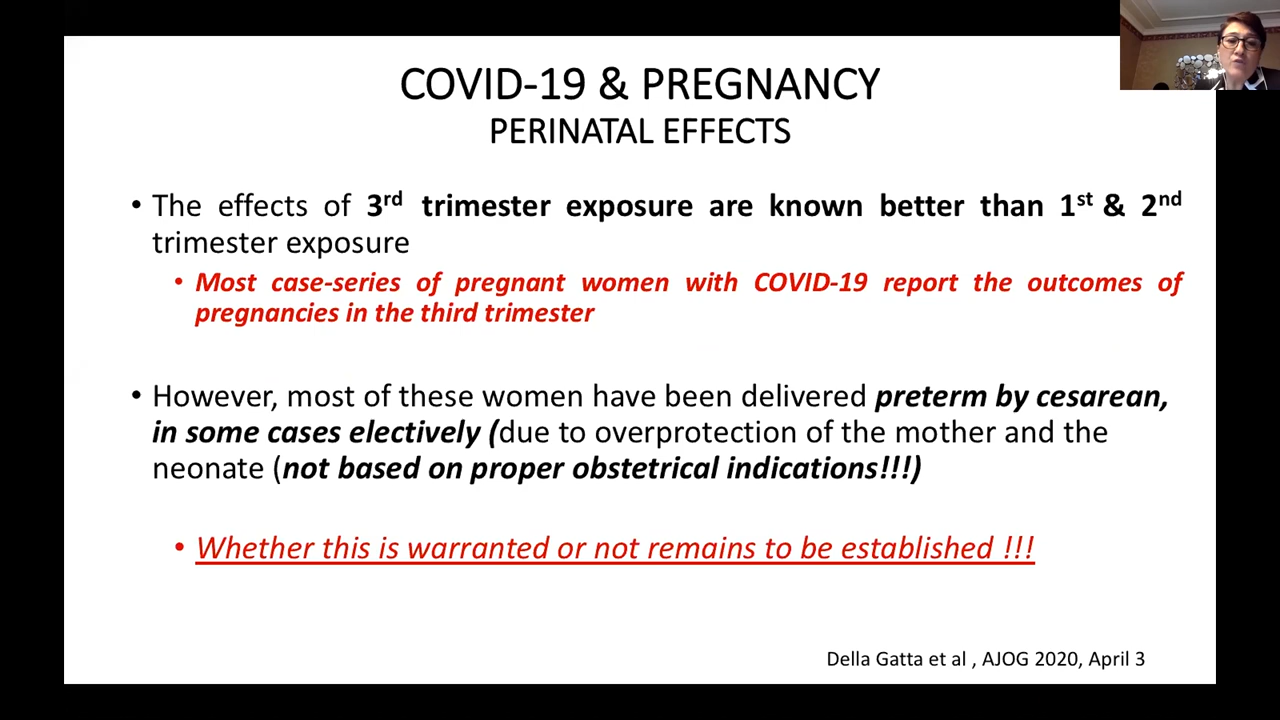 COVID-19 & PREGNANCY
PERINATAL EFFECTS
• The effects of 3rd trimester exposure are known better than 1st & 2nd
trimester exposure
• Most case-series of pregnant women with COVID-19 report the outcomes of
pregnancies in the third trimester
• However, most of these women have been delivered preterm by cesarean,
in some cases electively (due to overprotection of the mother and the
neonate (not based on proper obstetrical indications!!!)
• Whether this is warranted or not remains to be established !!!
Della Gatta et al , AJOG 2020, April 3